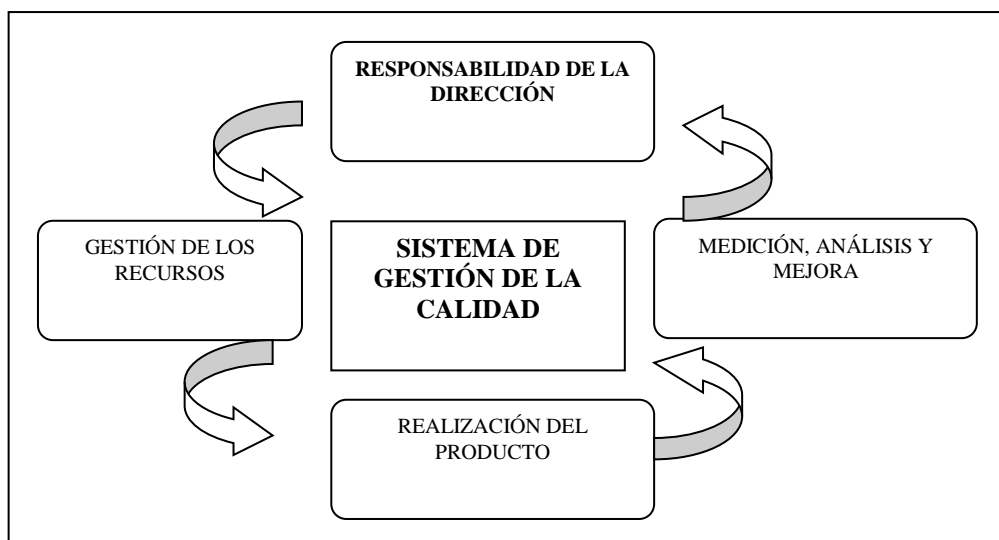 RESPONSABILIDAD DE LA
DIRECCIÓN
GESTIÓN DE LOS
RECURSOS
SISTEMA DE
GESTIÓN DE LA
CALIDAD
MEDICIÓN, ANÁLISIS Y
MEJORA
REALIZACIÓN DEL
PRODUCTO